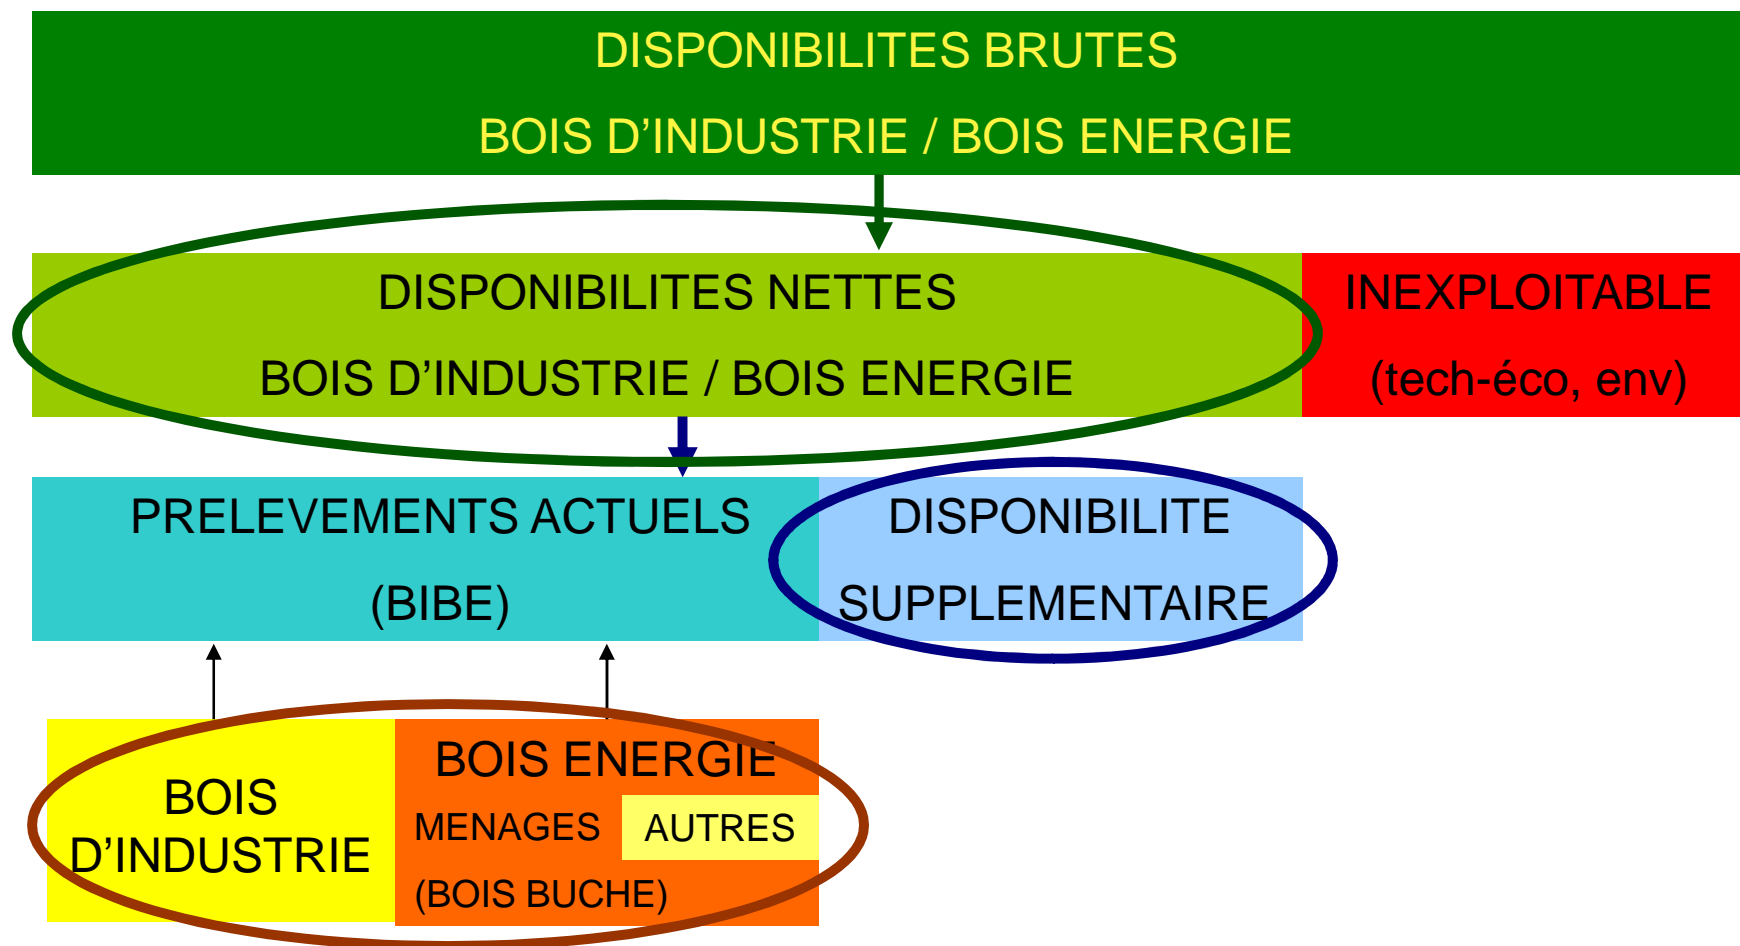 DISPONIBILITES BRUTES
BOIS D’INDUSTRIE / BOIS ENERGIE
DISPONIBILITES NETTES
BOIS D’INDUSTRIE / BOIS ENERGIE
INEXPLOITABLE
(tech-éco, env)
PRELEVEMENTS ACTUELS
(BIBE)
DISPONIBILITE
SUPPLEMENTAIRE
BOIS
D’INDUSTRIE
BOIS ENERGIE
MENAGES
AUTRES
(BOIS BUCHE)